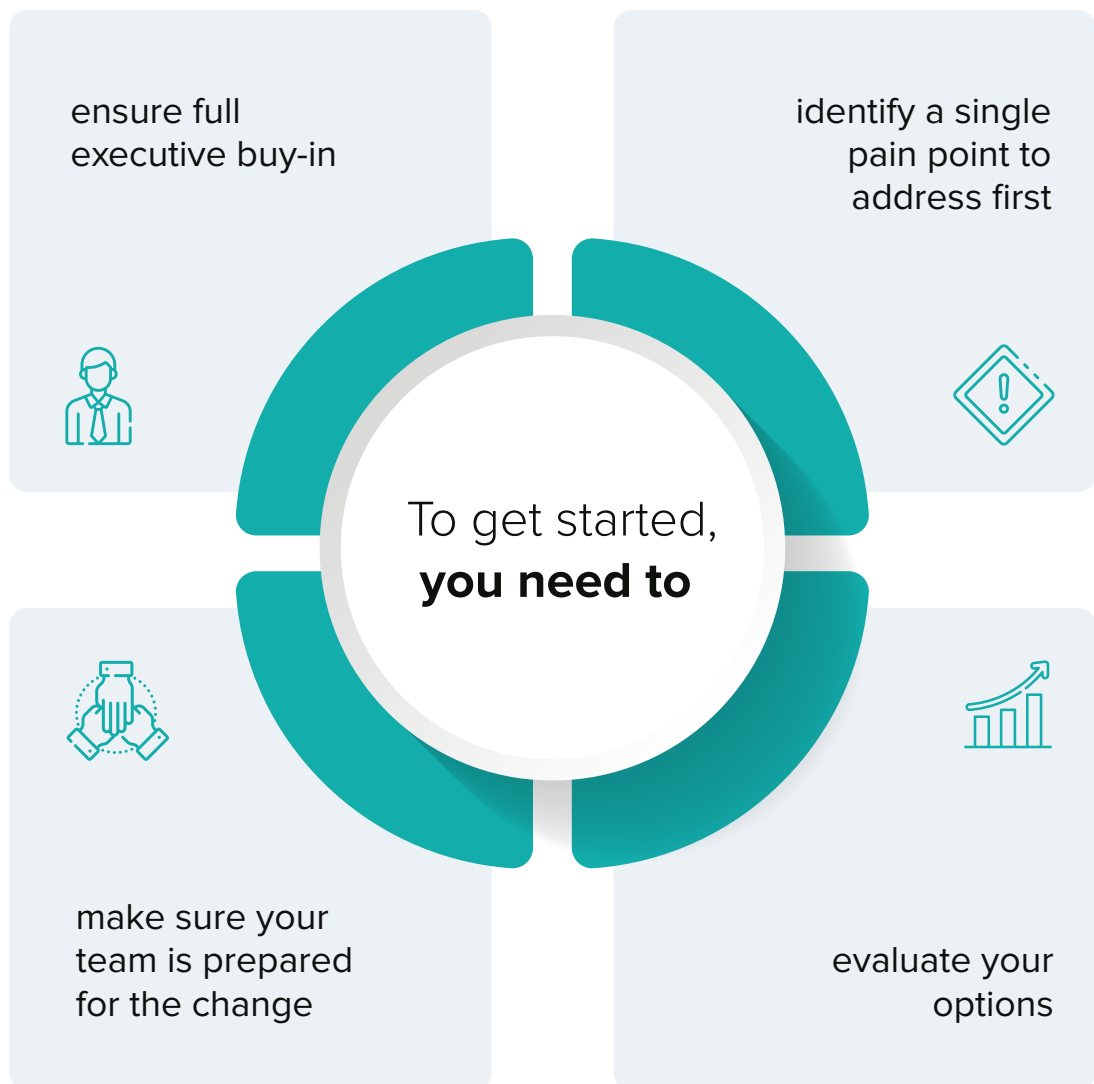 ensure full
executive buy-in
identify a single
pain point to
address first
To get started,
you need to
make sure your
team is prepared
for the change
evaluate your
options